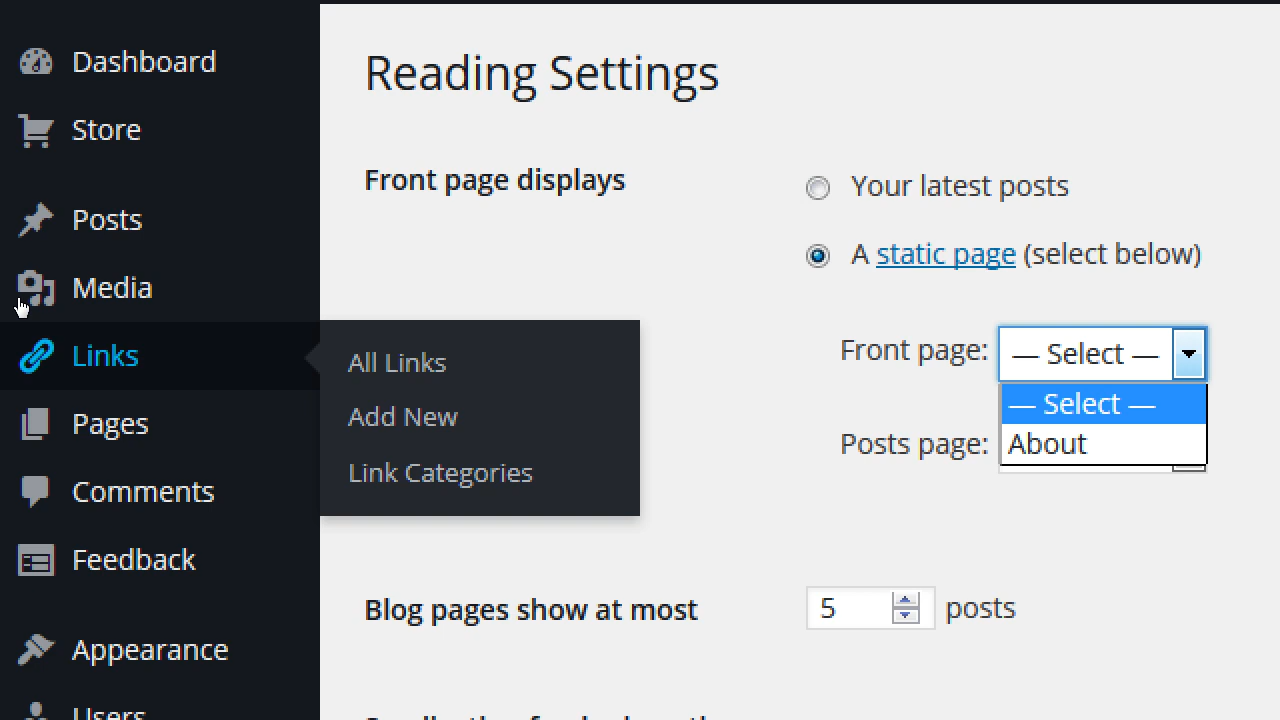 Dashboard
Store
Posts
Media
Links
Pages
Comments
Feedback
Appearance
Users
All Links
Add New
Link Categories
Reading Settings
Front page displays
Your latest posts
A static page (select below)
Front page: — Select —
— Select —
About
Posts page:
Blog pages show at most 5 posts